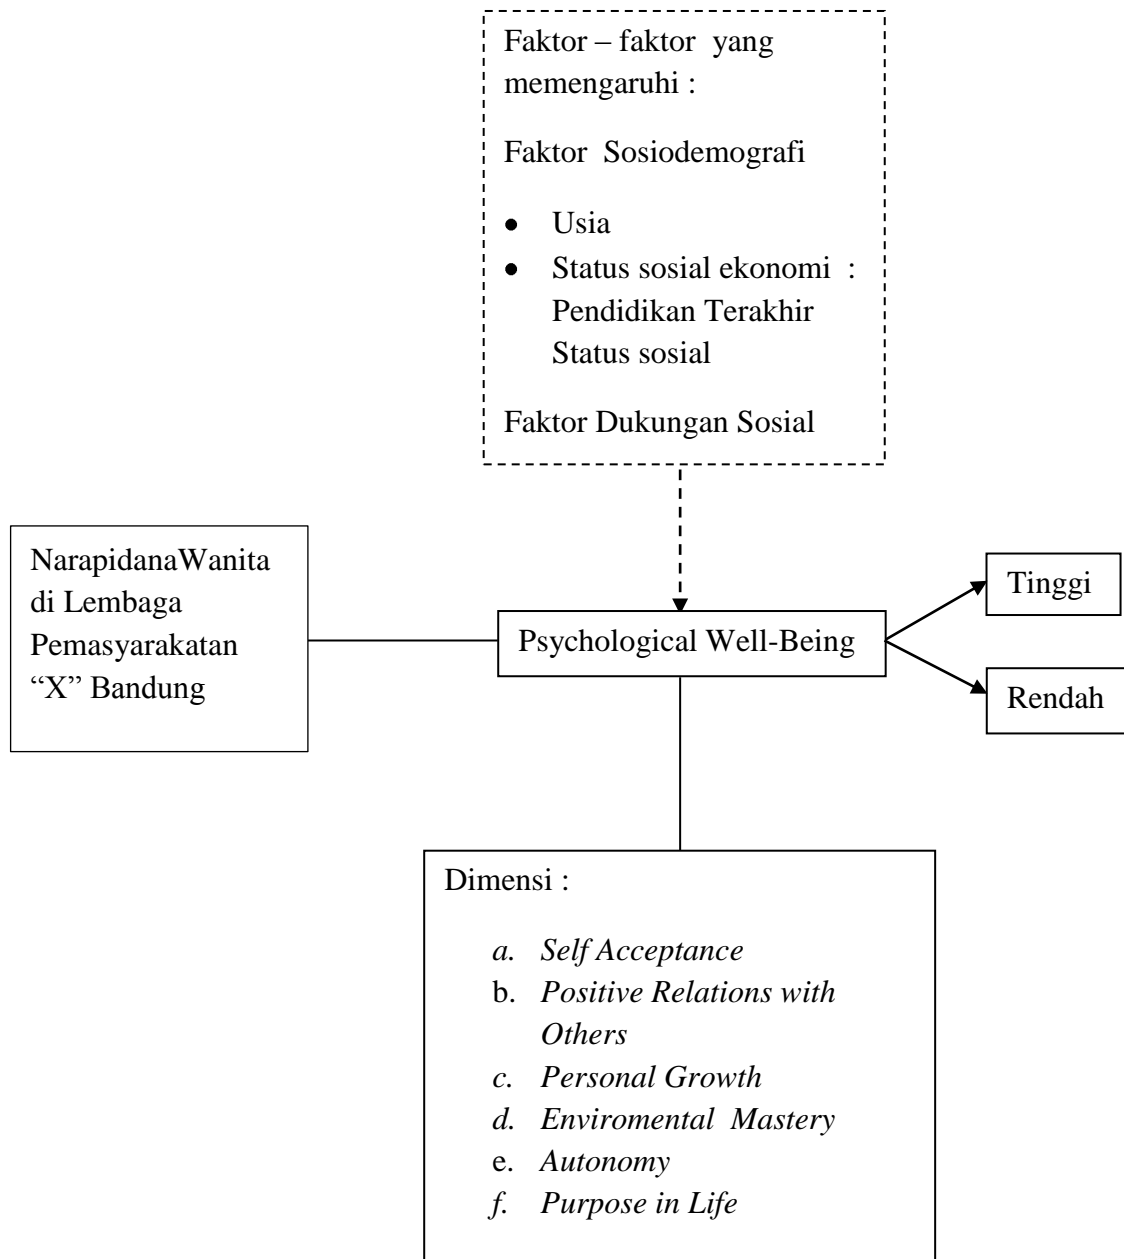 Faktor – faktor yang
memengaruhi :
Faktor Sosiodemografi
● Usia
● Status sosial ekonomi :
Pendidikan Terakhir
Status sosial
Faktor Dukungan Sosial
NarapidanaWanita
di Lembaga
Pemasyarakatan
“X” Bandung
Psychological Well-Being
Tinggi
Rendah
Dimensi :
a. Self Acceptance
b. Positive Relations with
Others
c. Personal Growth
d. Enviromental Mastery
e. Autonomy
f. Purpose in Life